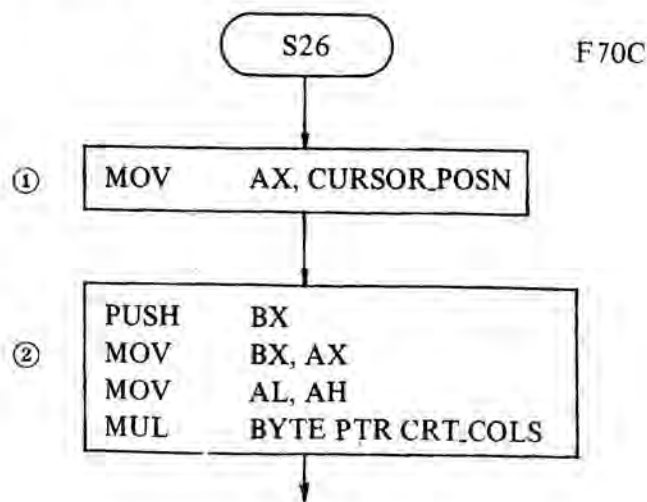 S26
F70C
① MOV AX, CURSOR_POSN
PUSH BX
② MOV BX, AX
MOV AL, AH
MUL BYTE PTR CRT_COLS